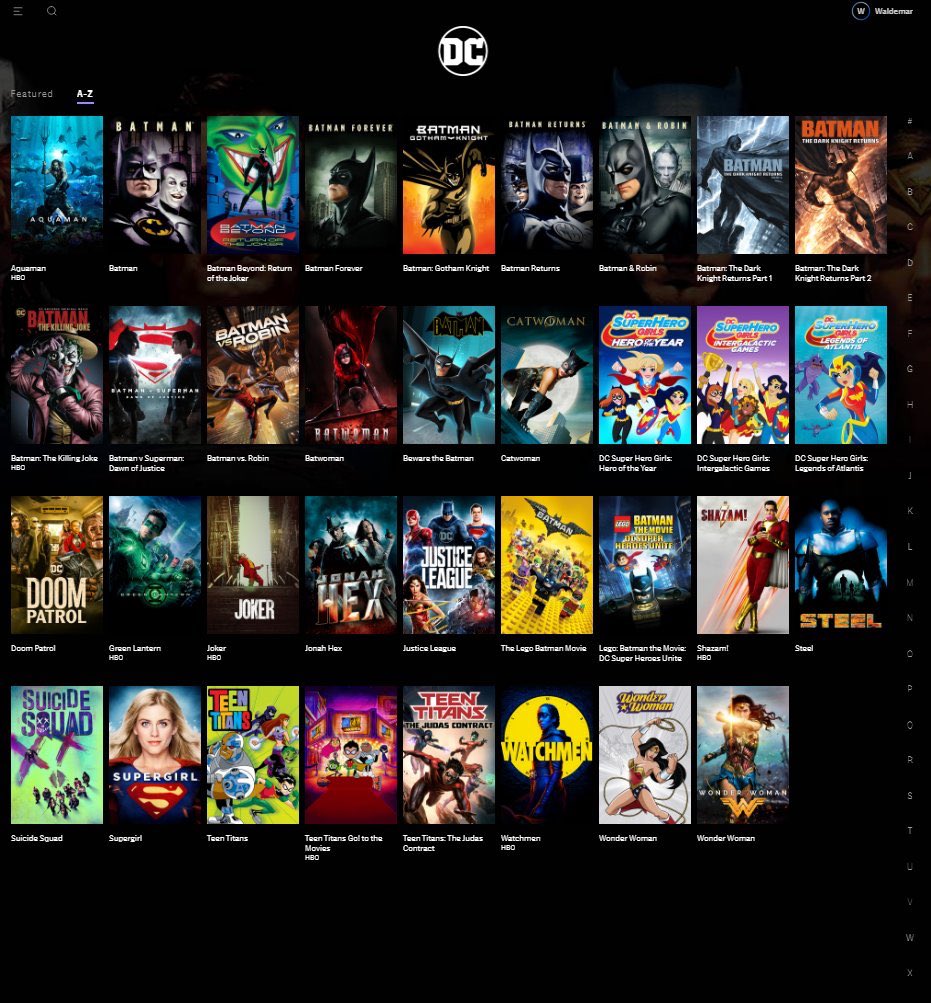 W Waldemar
DC
Featured A-Z
AQUAMAN
BATMAN
BATMAN BEYOND
RETURN OF THE JOKER
BATMAN FOREVER
BATMAN
GOTHAM KNIGHT
BATMAN RETURNS
BATMAN & ROBIN
BATMAN
THE DARK KNIGHT RETURNS
BATMAN
THE DARK KNIGHT RETURNS
Aquaman
HBO
Batman
Batman Beyond: Return
of the Joker
Batman Forever
Batman: Gotham Knight
Batman Returns
Batman & Robin
Batman: The Dark
Knight Returns Part 1
Batman: The Dark
Knight Returns Part 2
DC
BATMAN
THE KILLING JOKE
BATMAN V SUPERMAN
DAWN OF JUSTICE
BATMAN
VS ROBIN
BATWOMAN
BATMAN
CATWOMAN
DC
SUPERHERO
GIRLS
HERO OF THE YEAR
DC
SUPERHERO
GIRLS
INTERGALACTIC
GAMES
DC
SUPERHERO
GIRLS
LEGENDS OF
ATLANTIS
Batman: The Killing Joke
HBO
Batman v Superman:
Dawn of Justice
Batman vs. Robin
Batwoman
Beware the Batman
Catwoman
DC Super Hero Girls:
Hero of the Year
DC Super Hero Girls:
Intergalactic Games
DC Super Hero Girls:
Legends of Atlantis
DC
DOOM
PATROL
GREEN LANTERN
JOKER
JONAH
HEX
JUSTICE
LEAGUE
THE LEGO
BATMAN
MOVIE
LEGO
BATMAN
THE MOVIE
DC SUPER
HEROES UNITE
SHAZAM!
STEEL
Doom Patrol
Green Lantern
HBO
Joker
HBO
Jonah Hex
Justice League
The Lego Batman Movie
Lego: Batman the Movie:
DC Super Heroes Unite
Shazam!
HBO
Steel
SUICIDE
SQUAD
SUPERGIRL
TEEN
TITANS
TEEN TITANS
THE JUDAS CONTRACT
WATCHMEN
Wonder
Woman
WONDER WOMAN
Suicide Squad
Supergirl
Teen Titans
Teen Titans Go! to the
Movies
HBO
Teen Titans: The Judas
Contract
Watchmen
HBO
Wonder Woman
Wonder Woman
#
A
B
C
D
E
F
G
H
I
J
K
M
N
O
P
Q
R
S
T
U
V
W
X